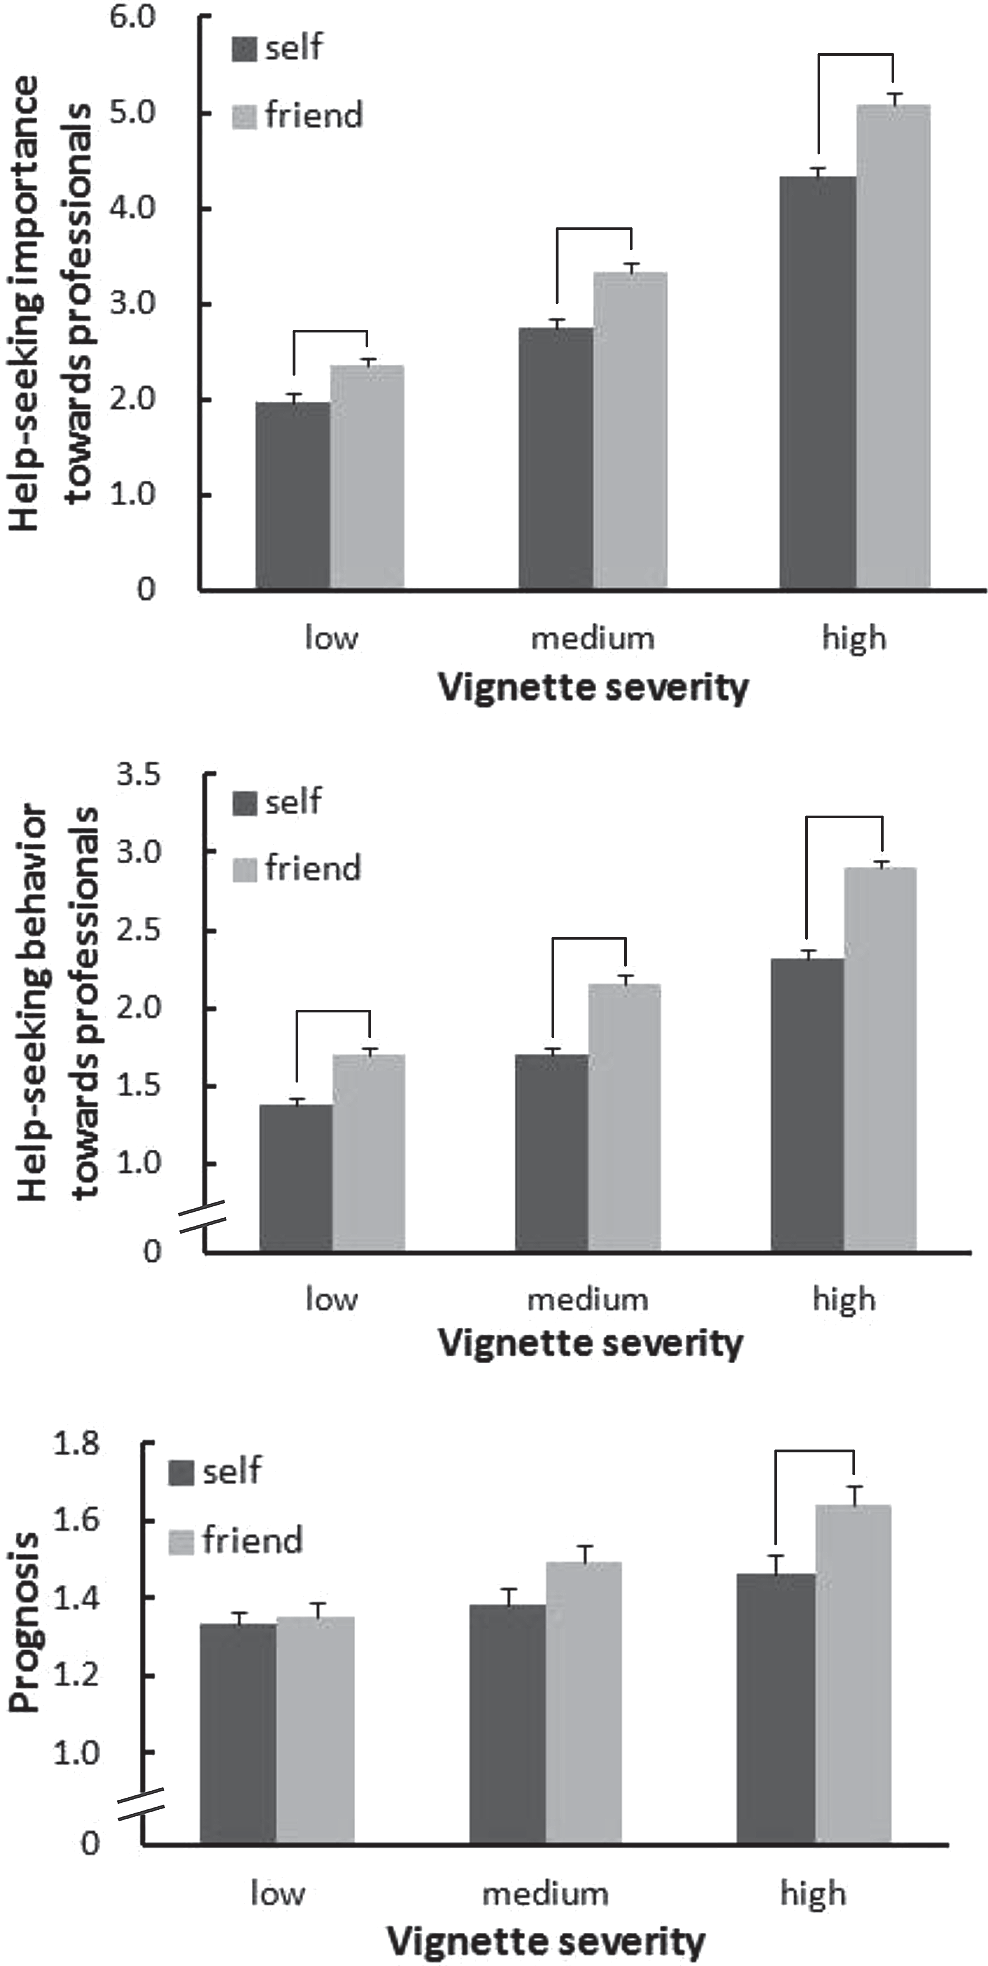 6.0
5.0
4.0
3.0
2.0
1.0
0
Help-seeking importance
towards professionals
self
friend
low medium high
Vignette severity
3.5
3.0
2.5
2.0
1.5
1.0
0
Help-seeking behavior
towards professionals
self
friend
low medium high
Vignette severity
1.8
1.6
1.4
1.2
1.0
0
Prognosis
self
friend
low medium high
Vignette severity